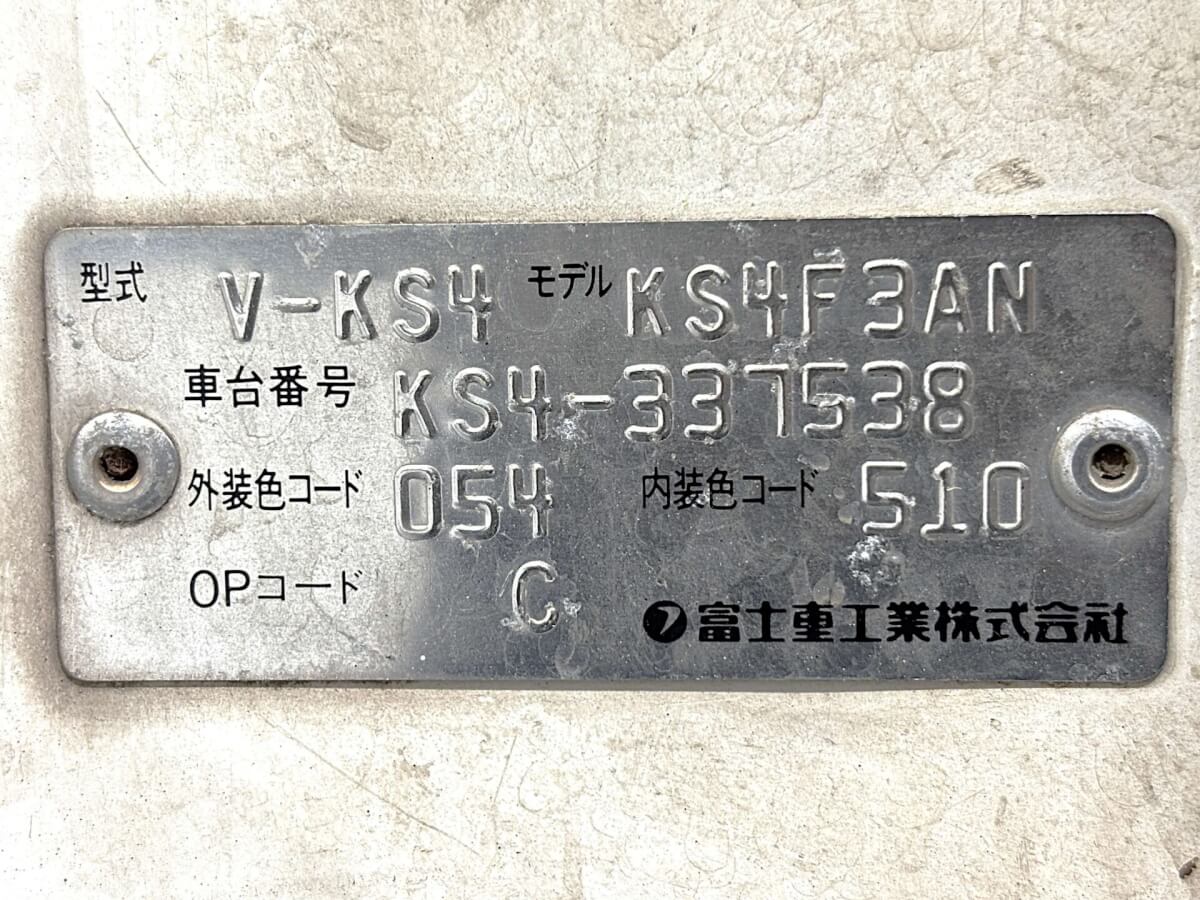 型式 V-KS4 モデル KS4F3AN
車台番号 KS4-337538
外装色コード 054 内装色コード 510
OPコード C
富士重工業株式会社